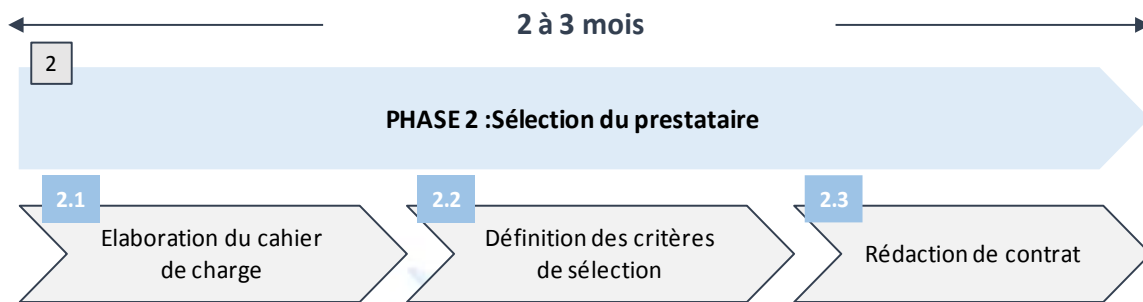 2 à 3 mois
2
PHASE 2 :Sélection du prestataire
2.1
Elaboration du cahier
de charge
2.2
Définition des critères
de sélection
2.3
Rédaction de contrat